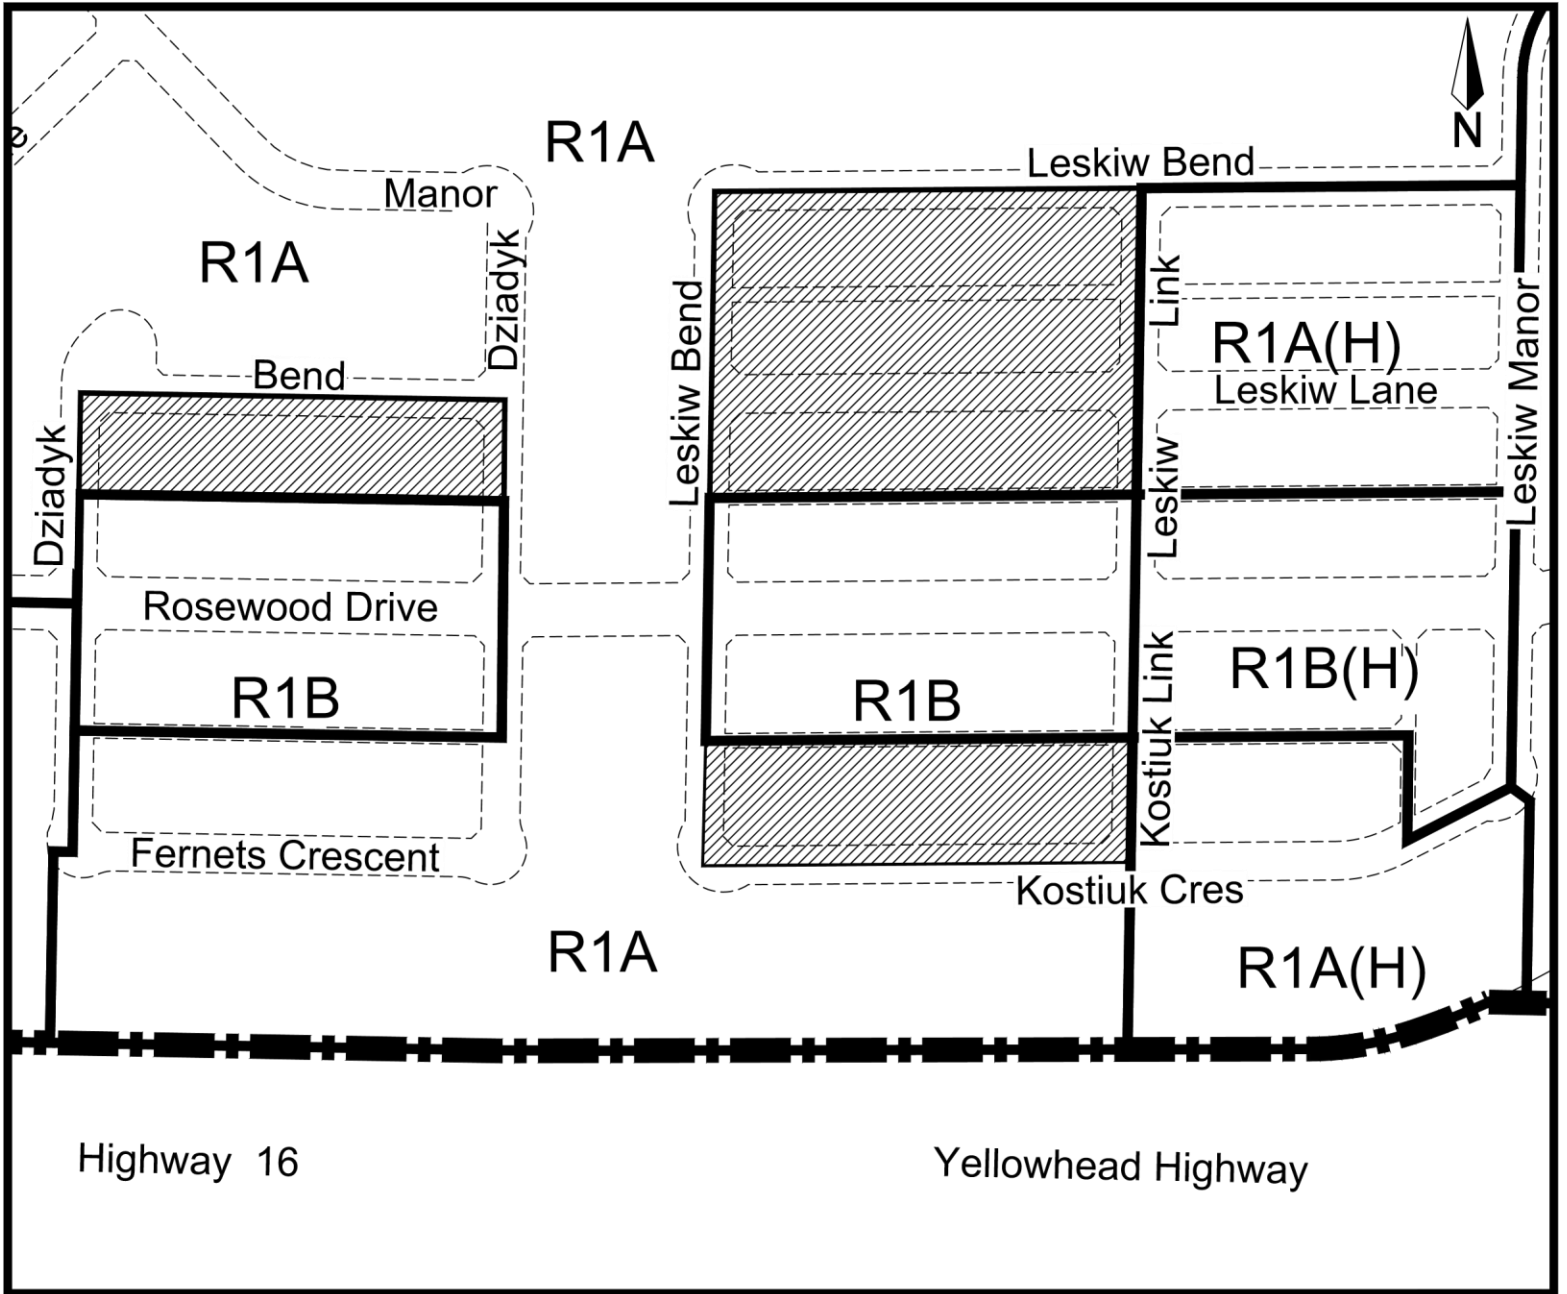 N
R1A
Leskiw Bend
e
Manor
R1A
Dziadyk
Link
R1A(H)
Leskiw Bend
Leskiw Manor
Bend
Leskiw Lane
Dziadyk
Leskiw
Rosewood Drive
R1B
R1B
R1B(H)
Kostiuk Link
Fernets Crescent
Kostiuk Cres
R1A
R1A(H)
Highway 16
Yellowhead Highway